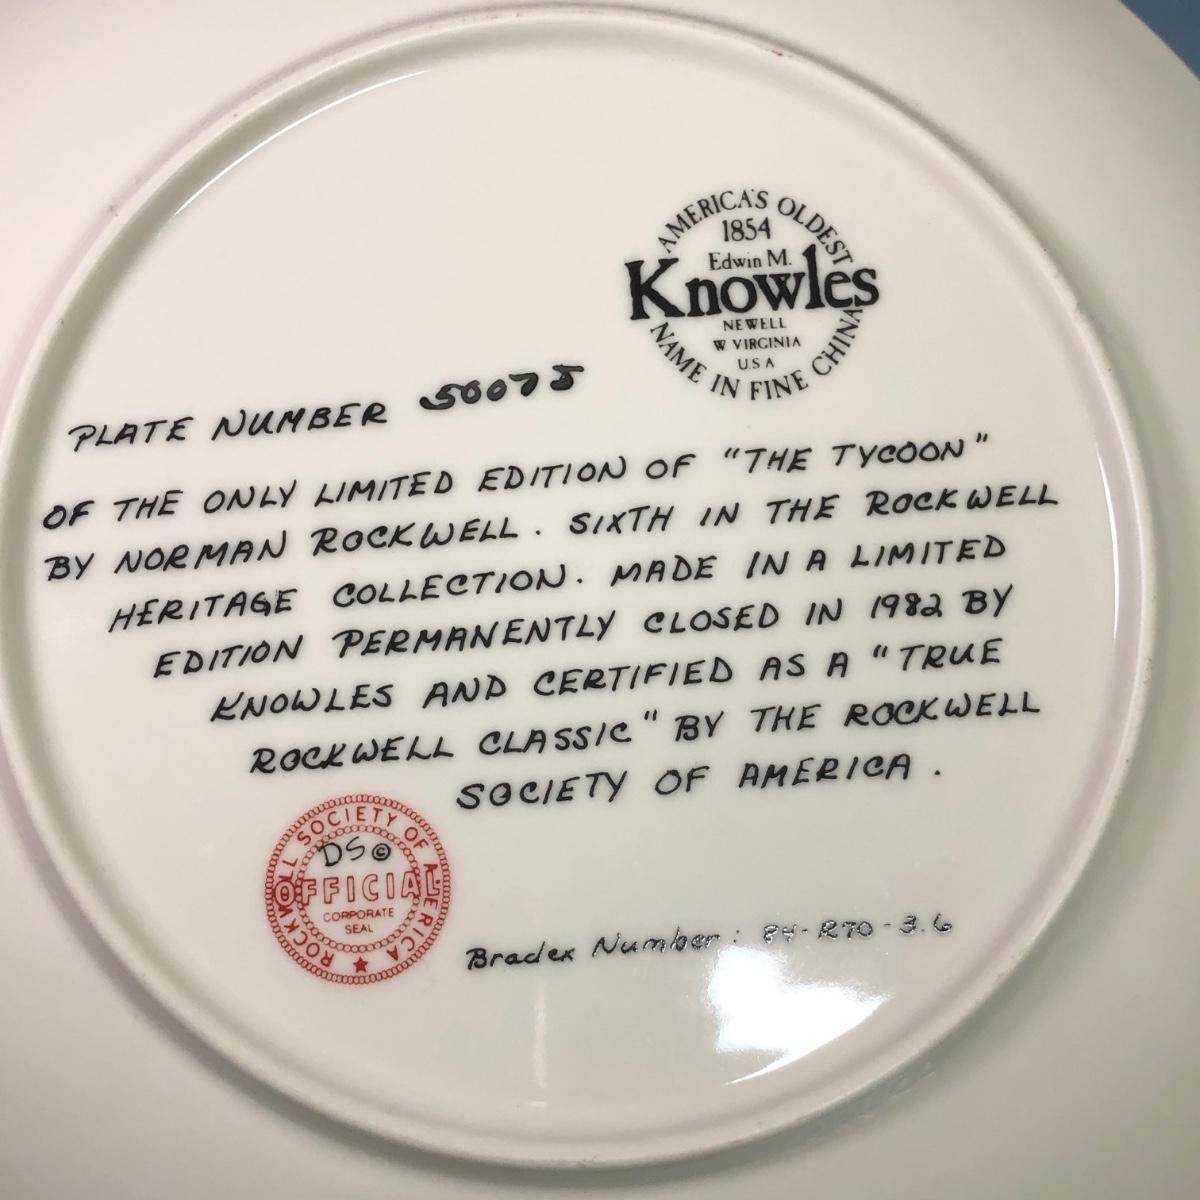 AMERICA'S OLDEST
1854
Edwin M.
Knowles
NEWELL
W VIRGINIA
U.S.A
NAME IN FINE CHINA
PLATE NUMBER 50075
OF THE ONLY LIMITED EDITION OF "THE TYCOON"
BY NORMAN ROCKWELL. SIXTH IN THE ROCKWELL
HERITAGE COLLECTION. MADE IN A LIMITED
EDITION PERMANENTLY CLOSED IN 1982 BY
KNOWLES AND CERTIFIED AS A "TRUE
ROCKWELL CLASSIC" BY THE ROCKWELL
SOCIETY OF AMERICA.
ROCKWELL SOCIETY OF AMERICA
DS©
OFFICIAL
CORPORATE
SEAL
Bradex Number: 84-R70-3.6